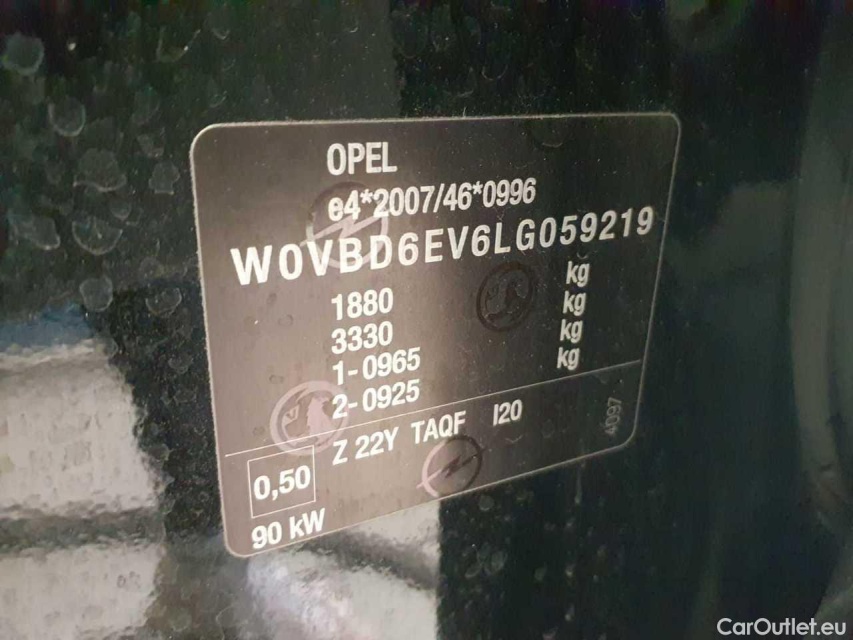 OPEL
e4*2007/46*0996
W0VBD6EV6LG059219
1880 kg
3330 kg
1-0965 kg
2-0925 kg
Z 22Y TAQF I20
4097
0,50
90 kW
CarOutlet.eu